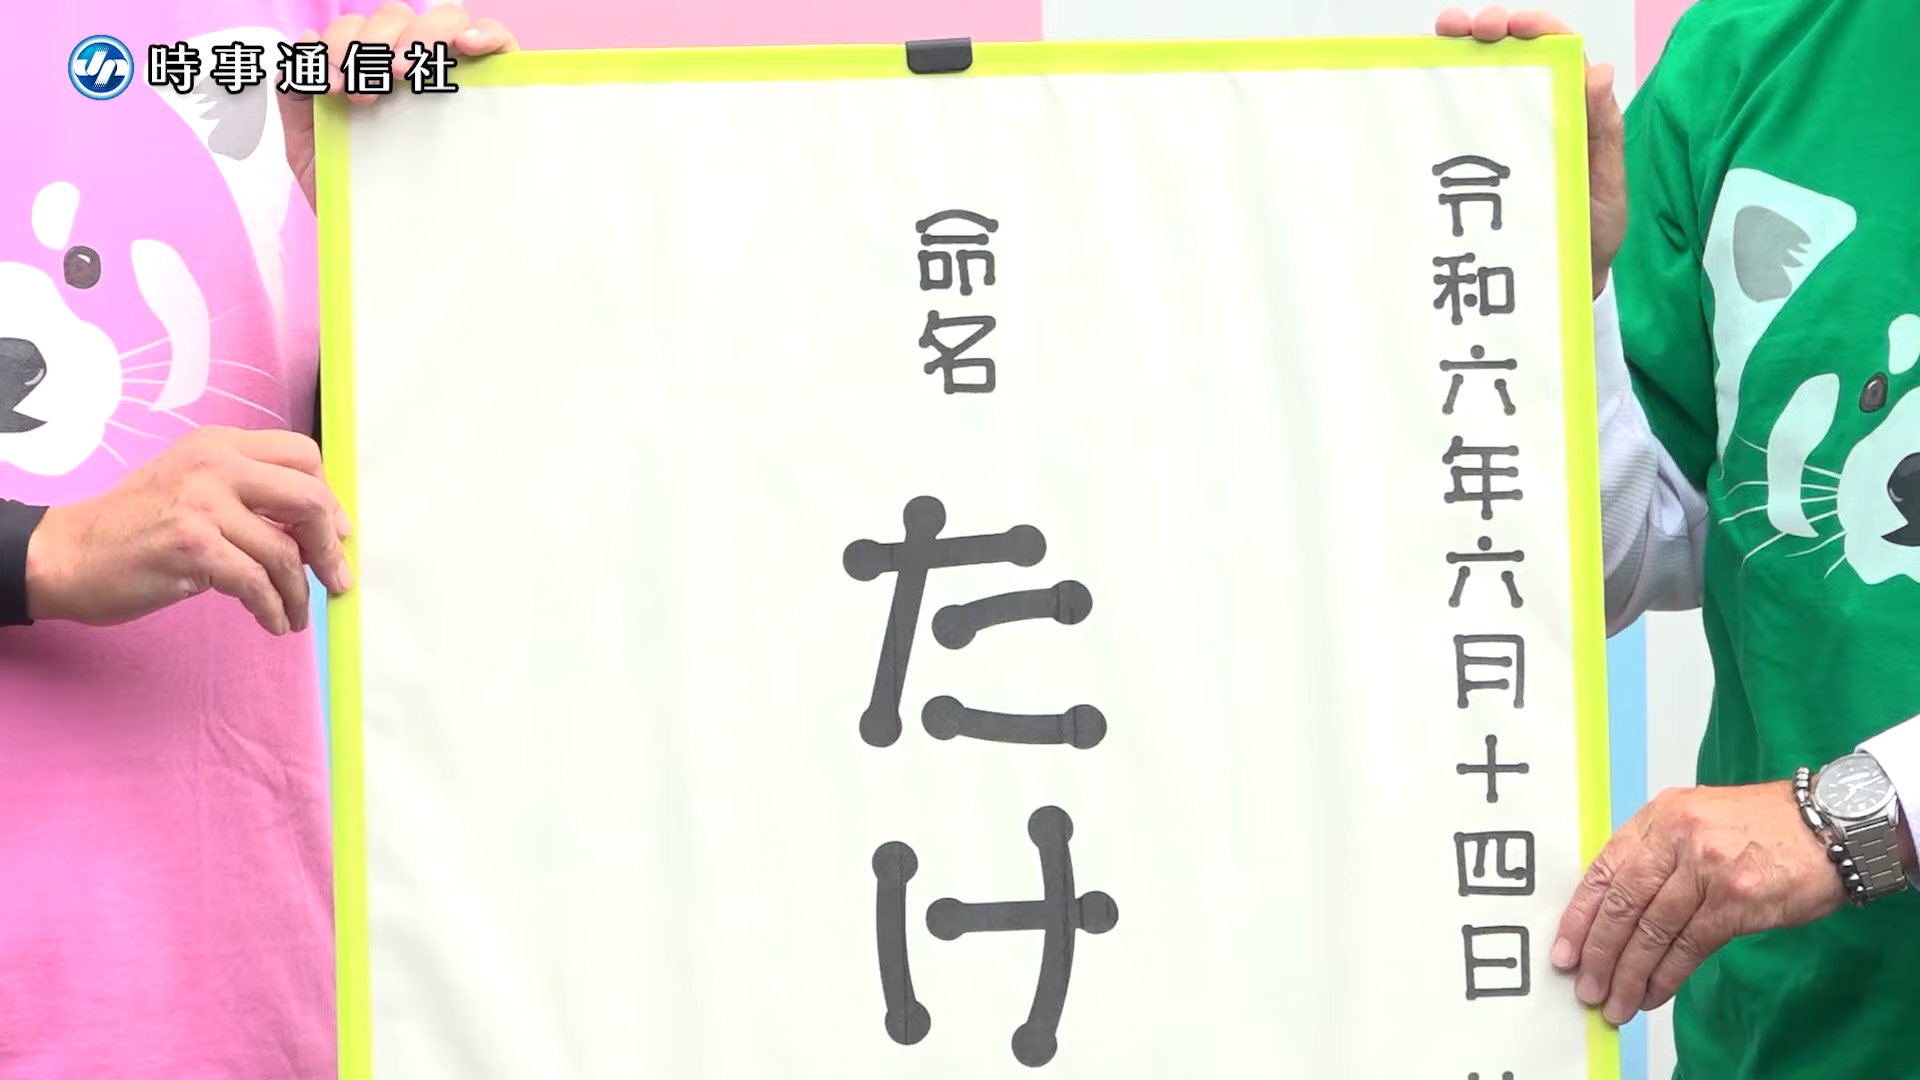 時事通信社
令和六年六月十四日
命名
たけ